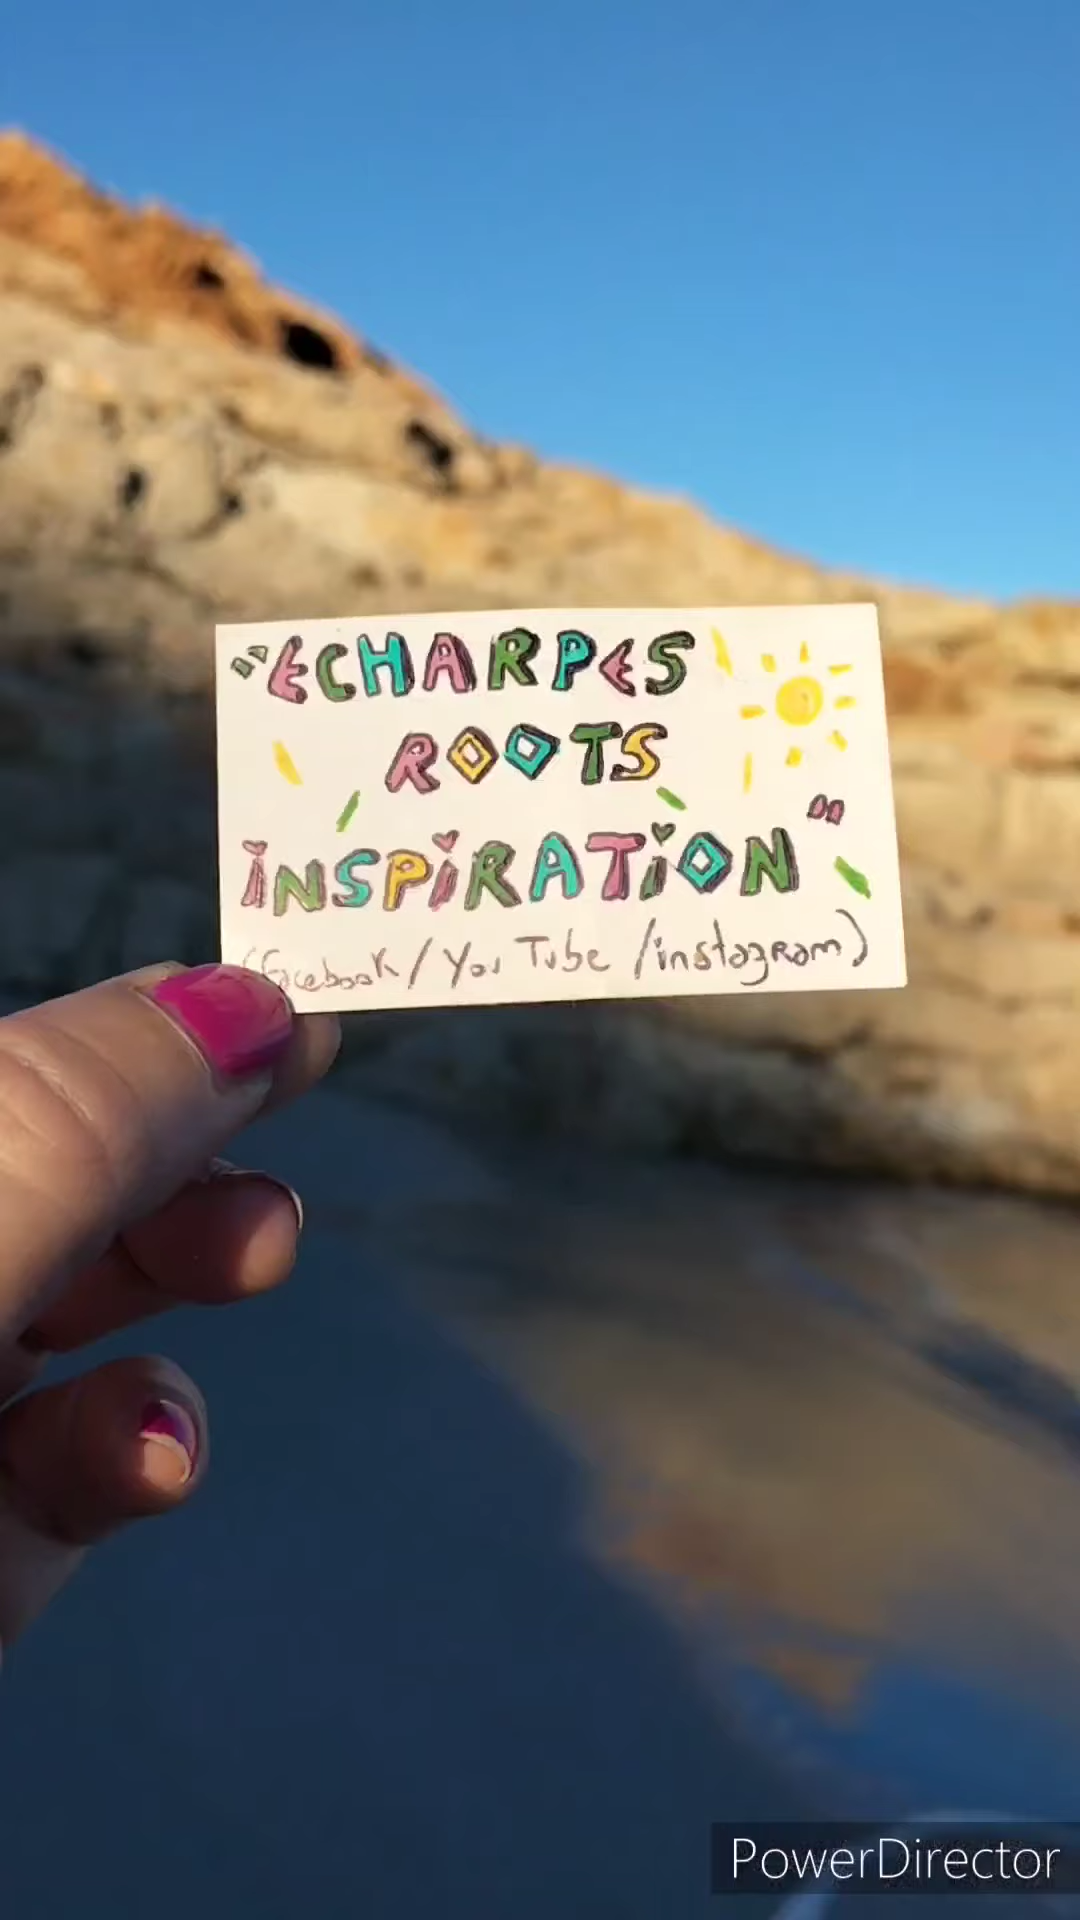 "ECHARPES
ROOTS
iNSPiRATiON"
(Facebook/YouTube/instagram)
PowerDirector